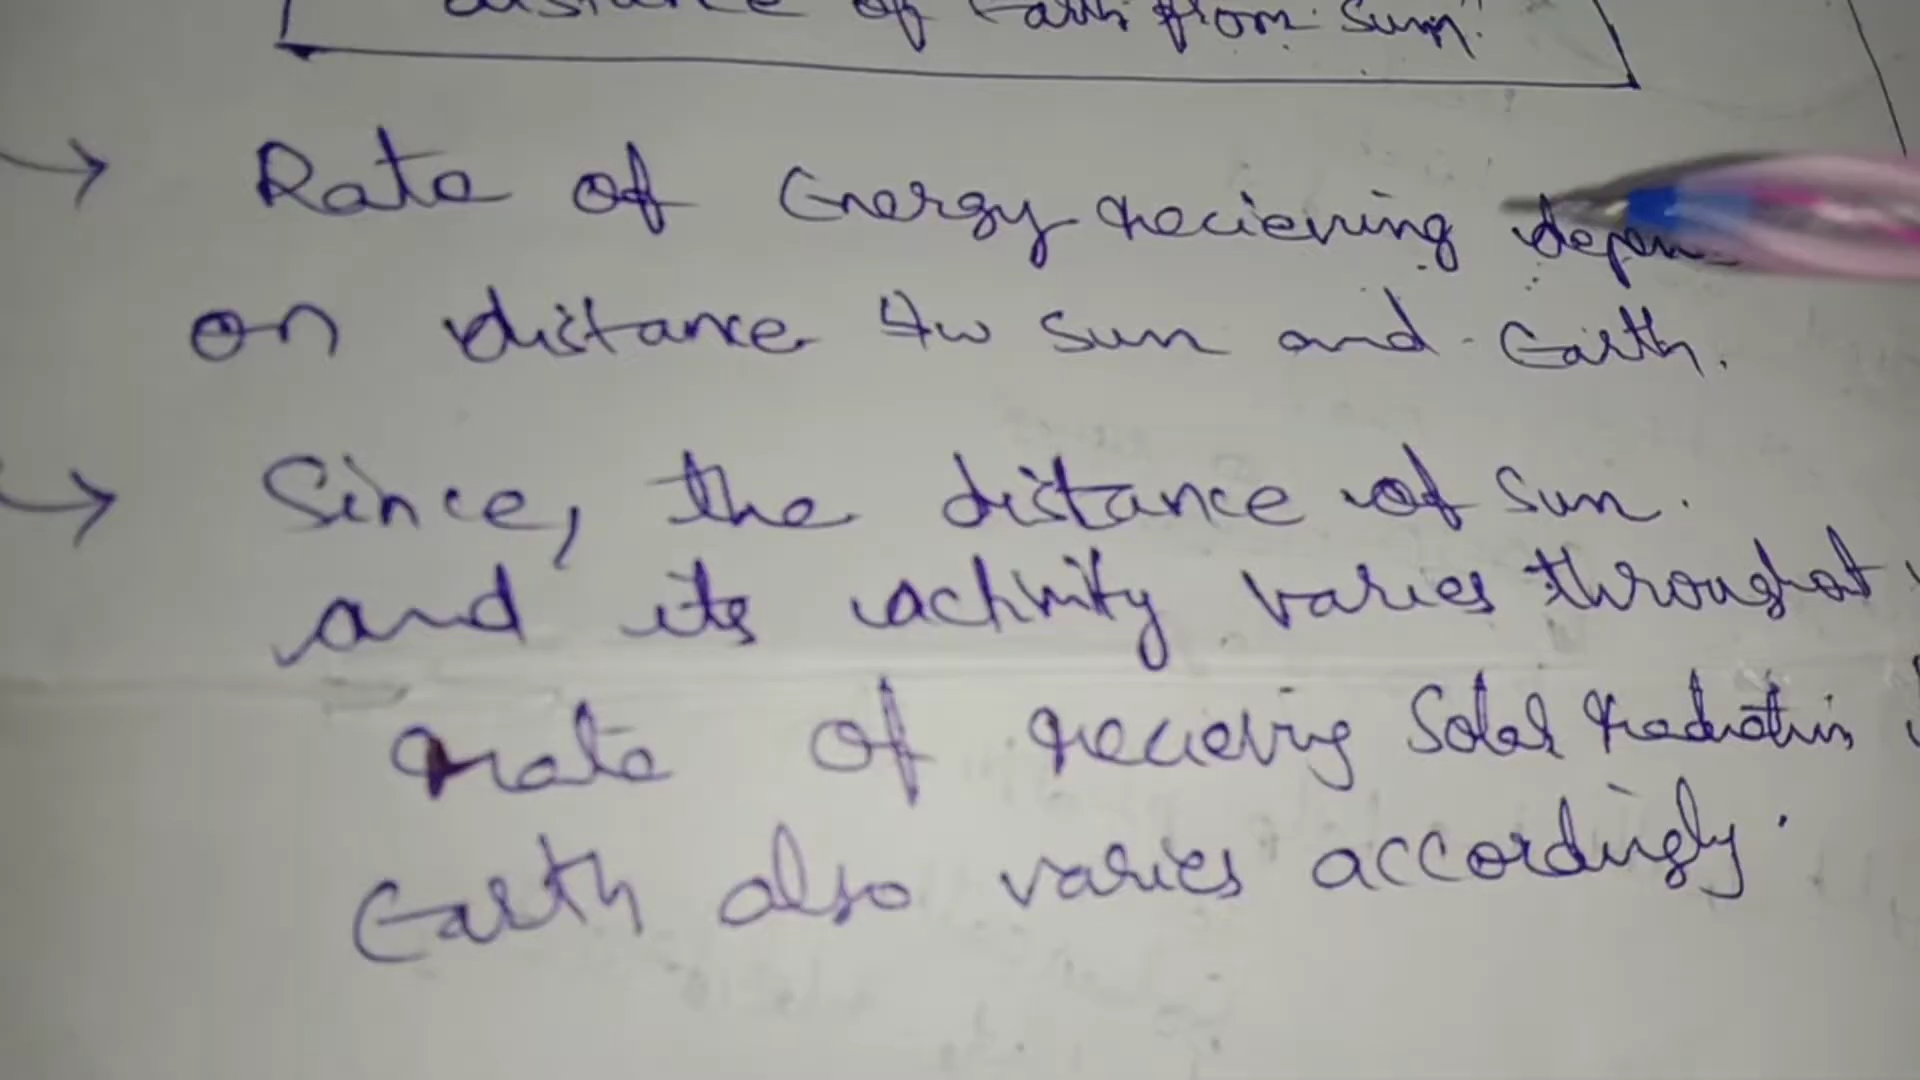 distance of Earth from Sun"
→ Rate of Energy recieving depen
on distance b/w Sun and Earth.
→ Since, the distance of Sun
and its activity varies throughout
rate of recieving Solar radiation
Earth also varies accordingly.